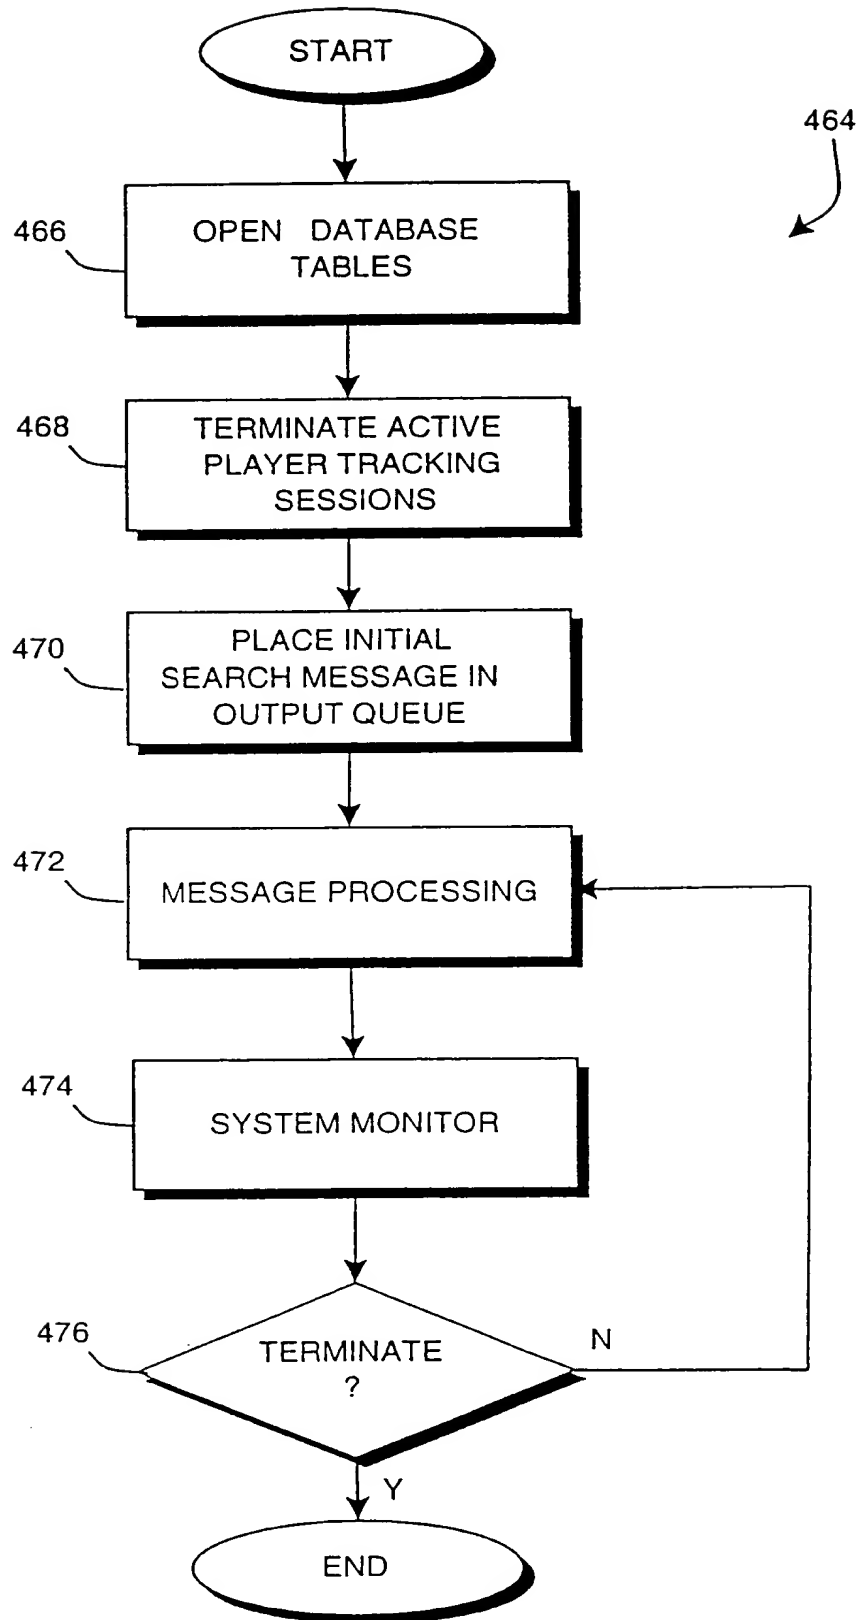 START
464
466
OPEN DATABASE
TABLES
468
TERMINATE ACTIVE
PLAYER TRACKING
SESSIONS
470
PLACE INITIAL
SEARCH MESSAGE IN
OUTPUT QUEUE
472
MESSAGE PROCESSING
474
SYSTEM MONITOR
476
TERMINATE
?
N
Y
END